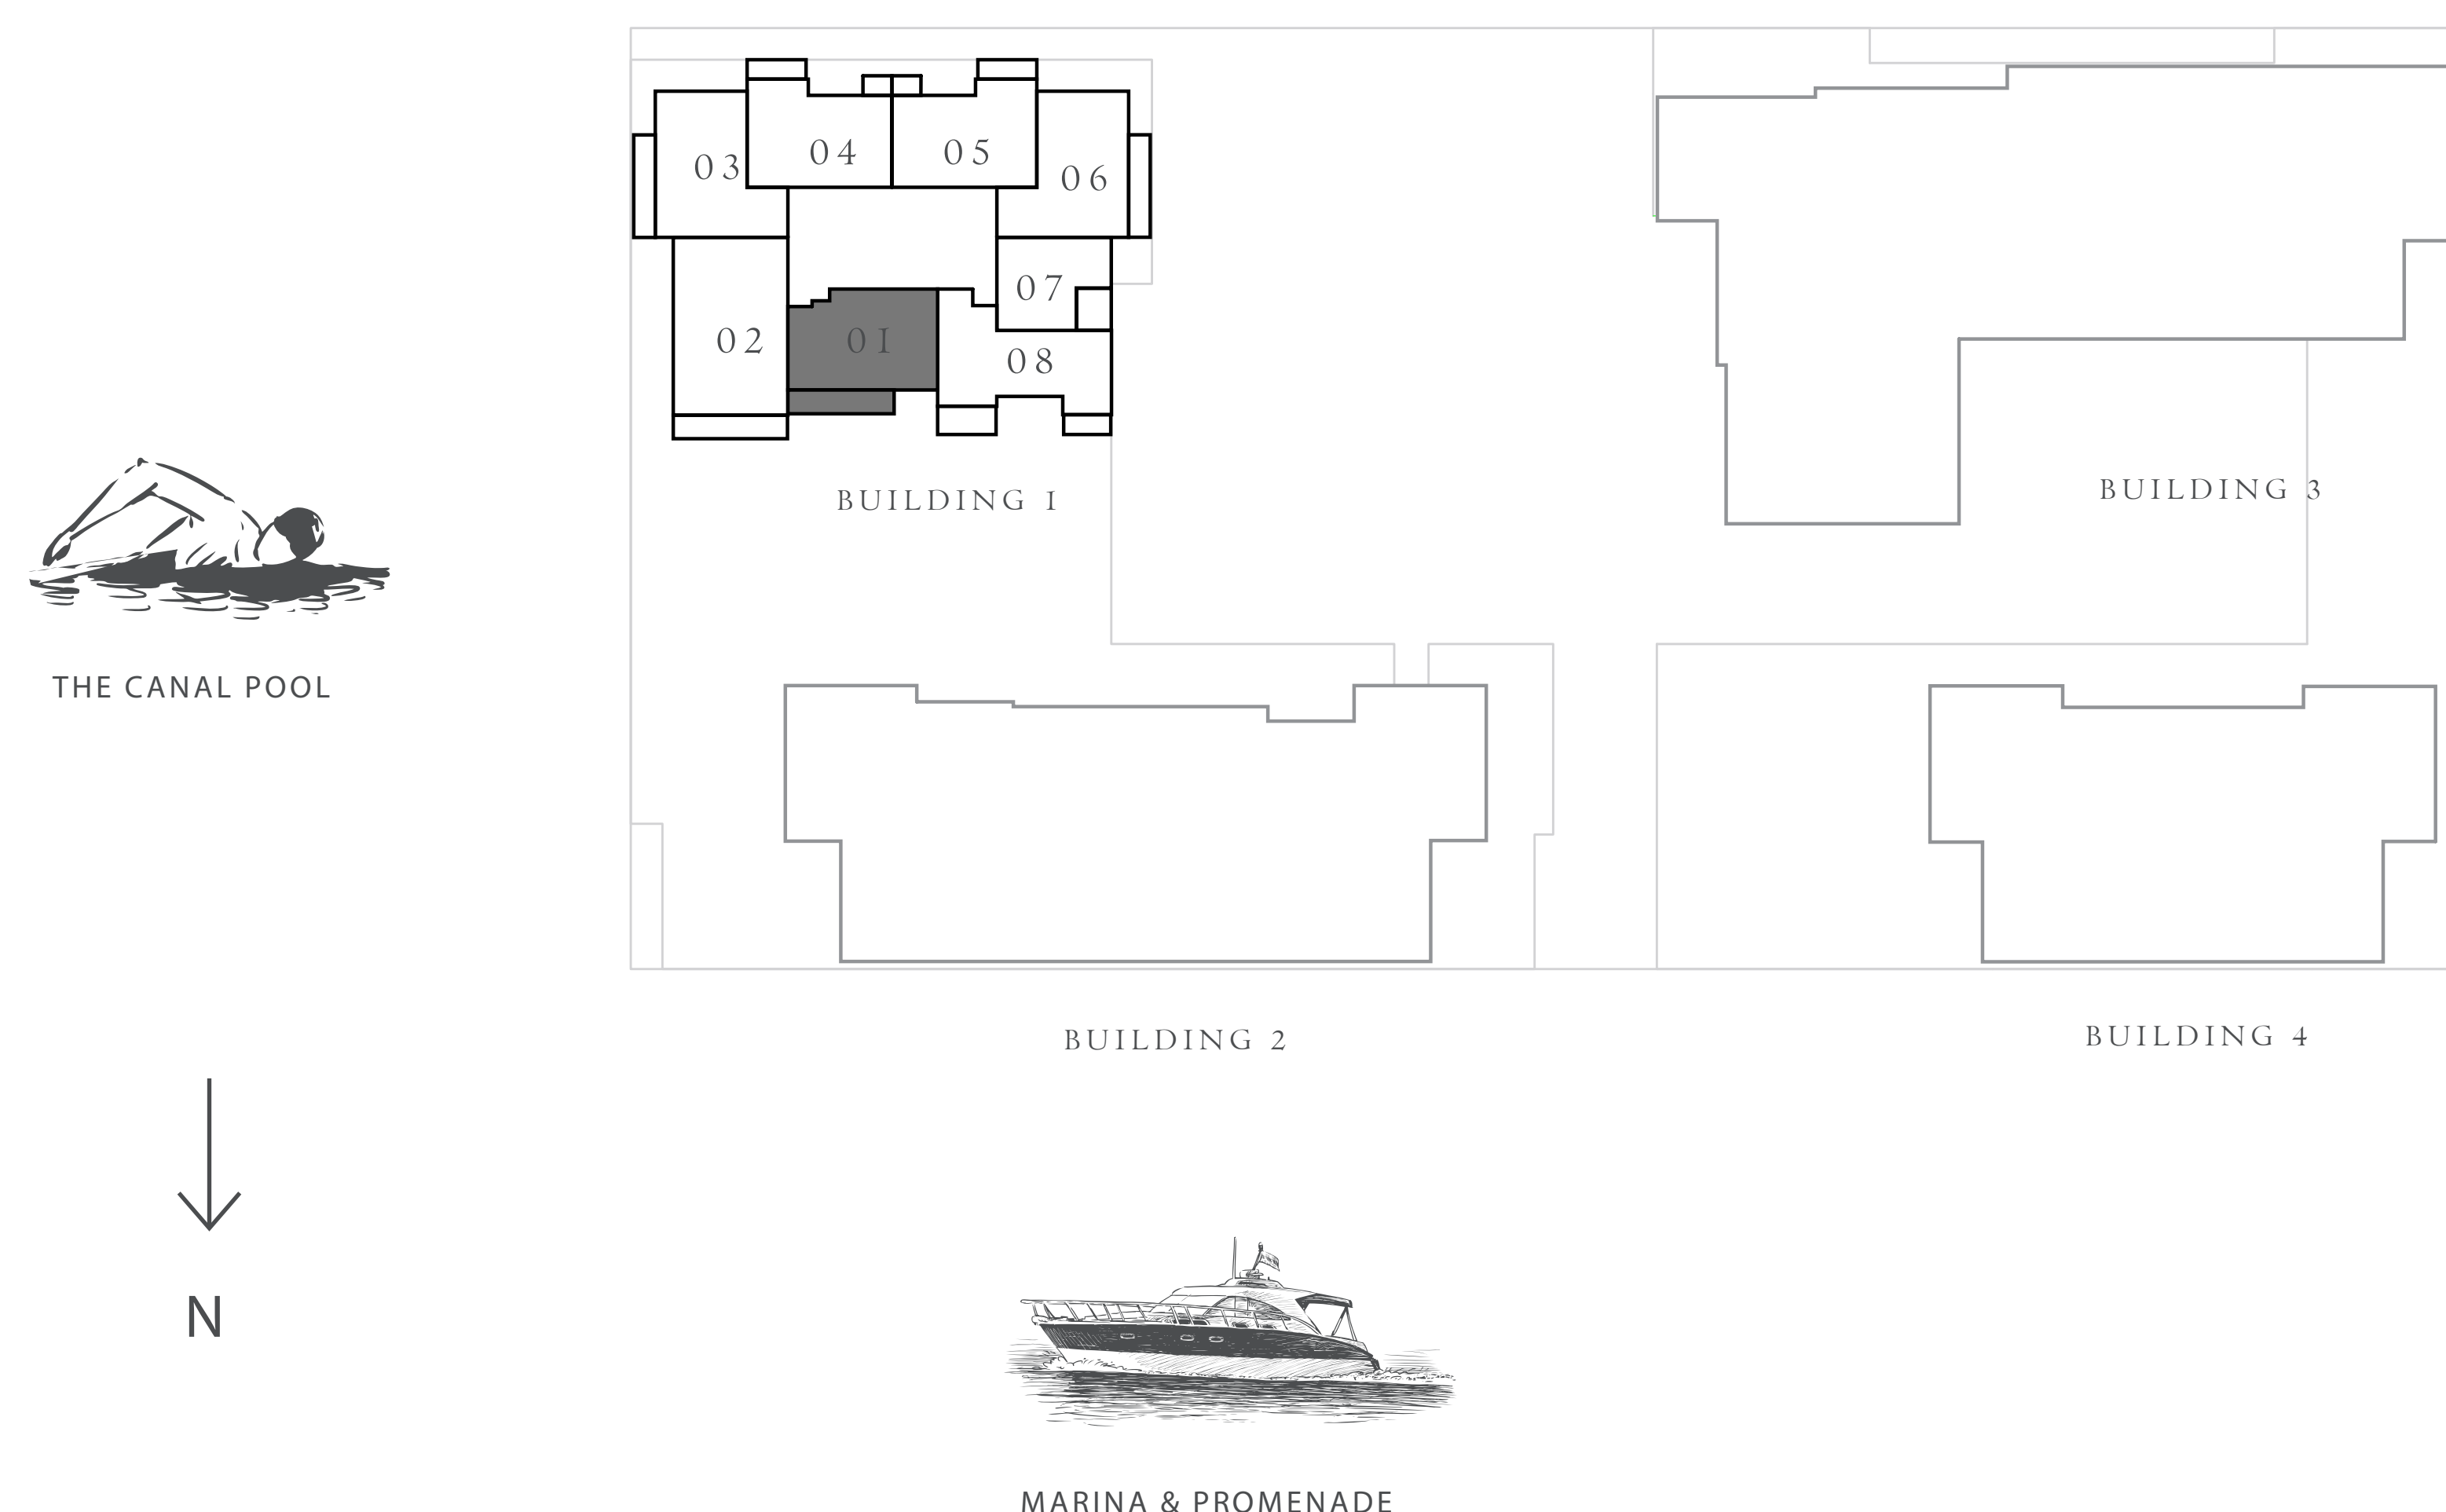 03
04
05
06
07
02
01
08
BUILDING 1
BUILDING 3
THE CANAL POOL
BUILDING 2
BUILDING 4
N
MARINA & PROMENADE